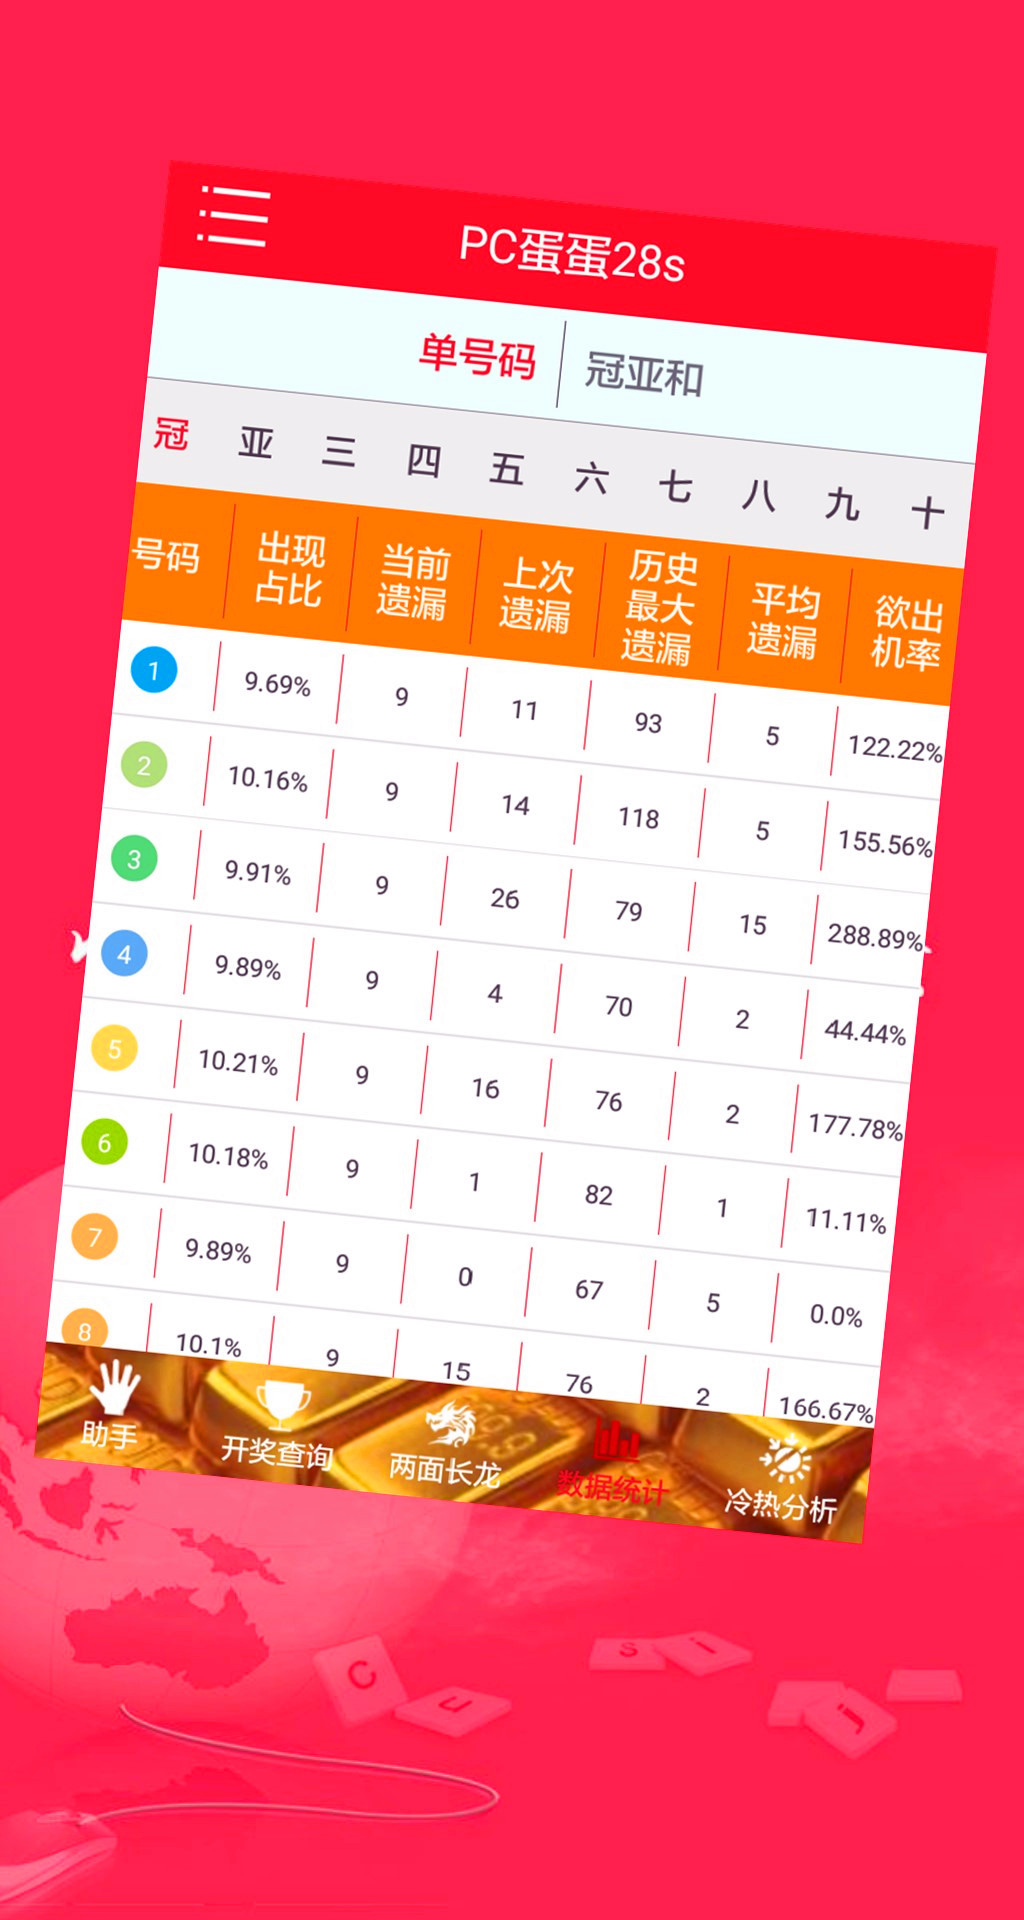 PC蛋蛋28s
单号码 冠亚和
冠 亚 三 四 五 六 七 八 九 十
号码 出现占比 当前遗漏 上次遗漏 历史最大遗漏 平均遗漏 欲出机率
1 9.69% 9 11 93 5 122.22%
2 10.16% 9 14 118 5 155.56%
3 9.91% 9 26 79 15 288.89%
4 9.89% 9 4 70 2 44.44%
5 10.21% 9 16 76 2 177.78%
6 10.18% 9 1 82 1 11.11%
7 9.89% 9 0 67 5 0.0%
8 10.1% 9 15 76 2 166.67%
助手 开奖查询 两面长龙 数据统计 冷热分析
C u s i j